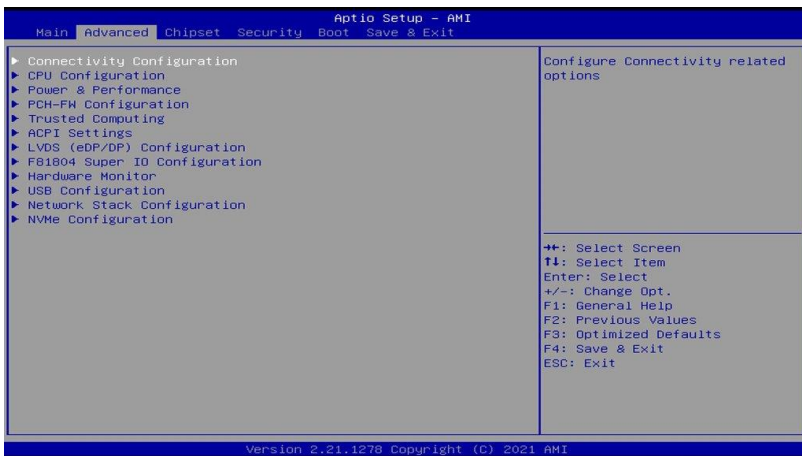 Aptio Setup – AMI
Main Advanced Chipset Security Boot Save & Exit
▶ Connectivity Configuration
▶ CPU Configuration
▶ Power & Performance
▶ PCH-FW Configuration
▶ Trusted Computing
▶ ACPI Settings
▶ LVDS (eDP/DP) Configuration
▶ F81804 Super IO Configuration
▶ Hardware Monitor
▶ USB Configuration
▶ Network Stack Configuration
▶ NVMe Configuration
Configure Connectivity related
options
→←: Select Screen
↑↓: Select Item
Enter: Select
+/-: Change Opt.
F1: General Help
F2: Previous Values
F3: Optimized Defaults
F4: Save & Exit
ESC: Exit
Version 2.21.1278 Copyright (C) 2021 AMI